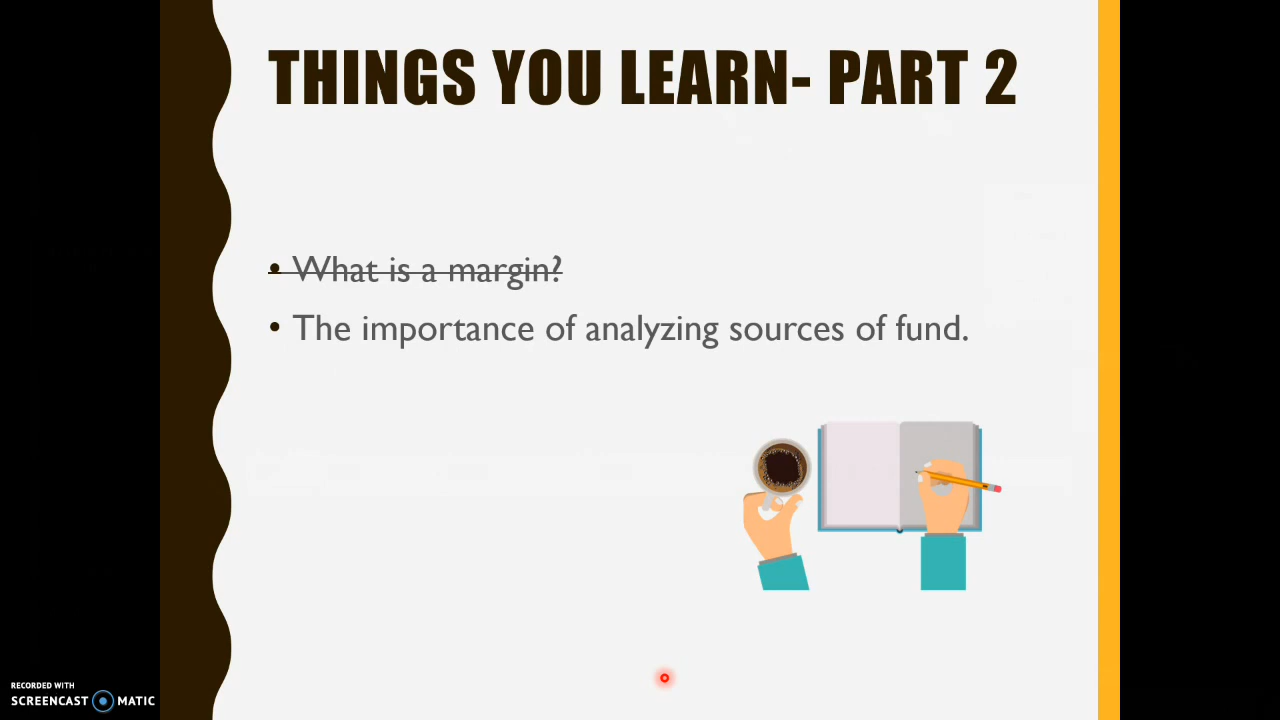 THINGS YOU LEARN- PART 2
• What is a margin?
• The importance of analyzing sources of fund.
RECORDED WITH
SCREENCAST MATIC